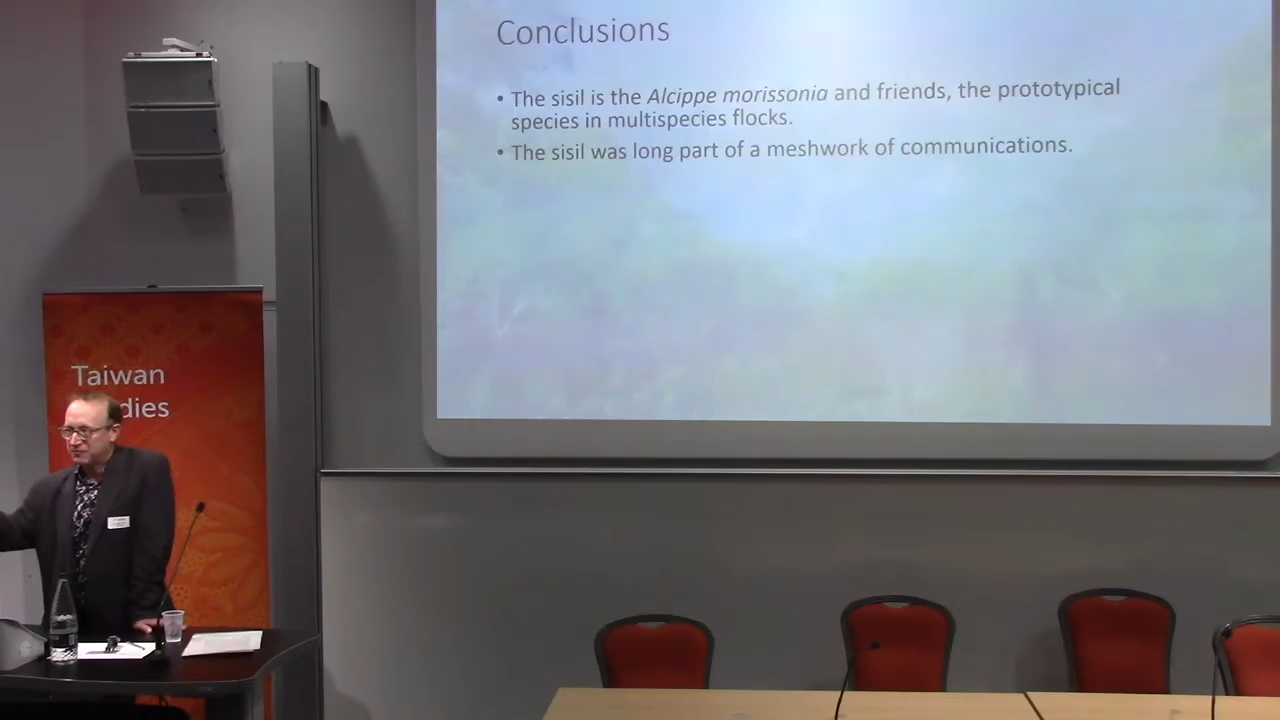 Conclusions
• The sisil is the Alcippe morissonia and friends, the prototypical
species in multispecies flocks.
• The sisil was long part of a meshwork of communications.
Taiwan
dies